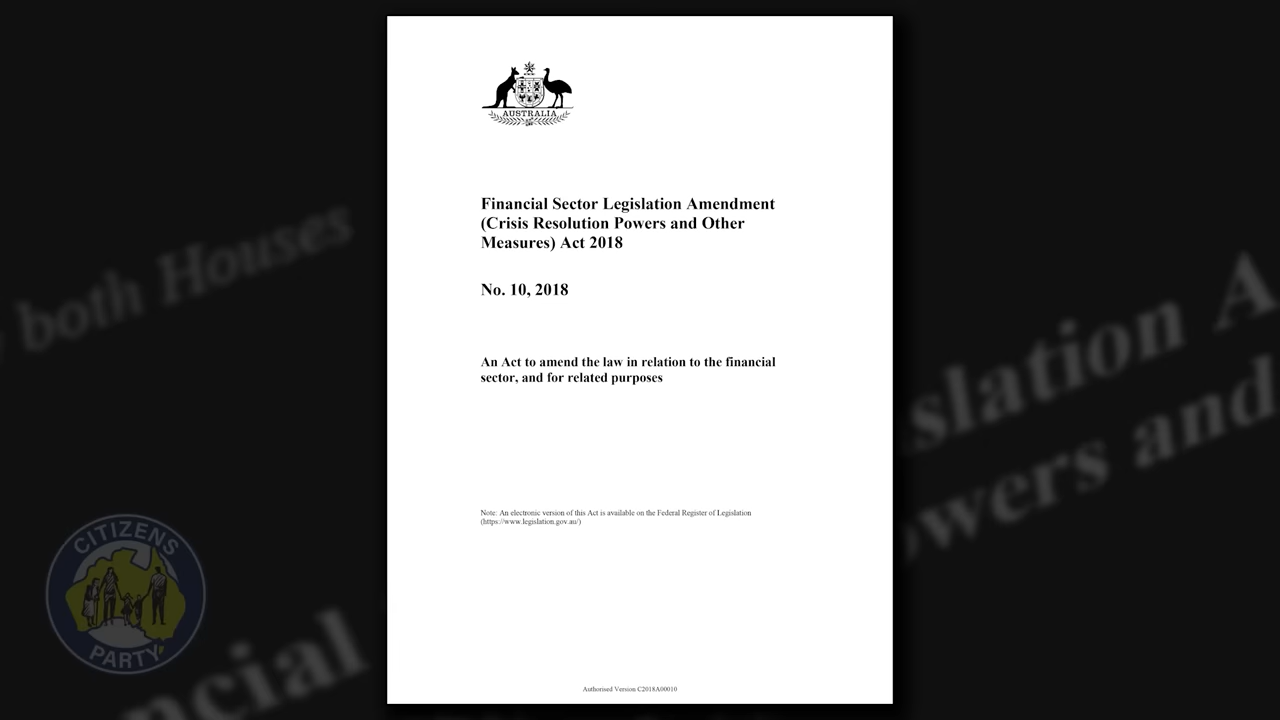 AUSTRALIA
Financial Sector Legislation Amendment
(Crisis Resolution Powers and Other
Measures) Act 2018
No. 10, 2018
An Act to amend the law in relation to the financial
sector, and for related purposes
Note: An electronic version of this Act is available on the Federal Register of Legislation
(https://www.legislation.gov.au/)
Authorised Version C2018A00010
both Houses
slation A
owers and
ncial
CITIZENS
PARTY